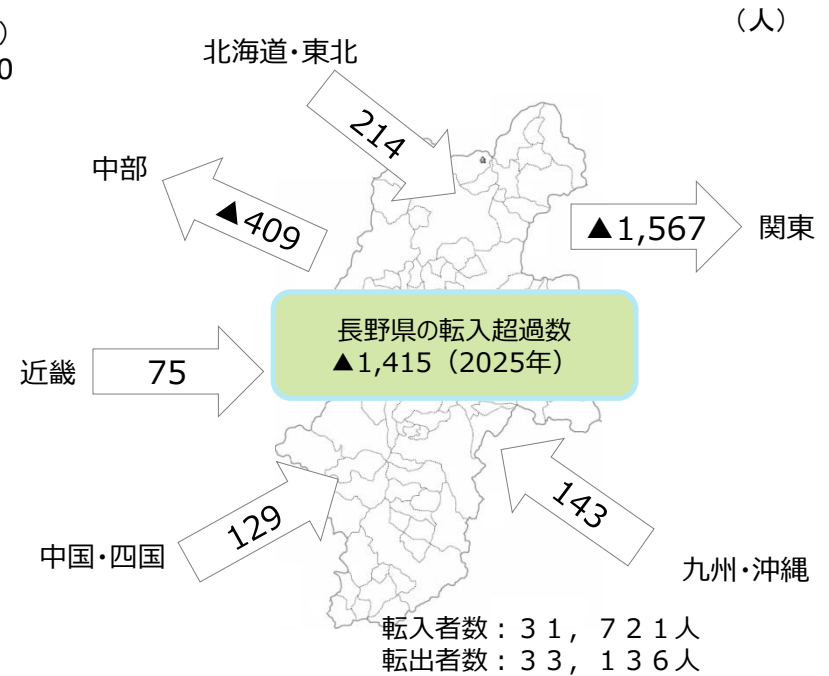 ）
0
（人）
北海道・東北
214
中部
▲409
▲1,567
関東
長野県の転入超過数
▲1,415（2025年）
近畿
75
129
143
中国・四国
九州・沖縄
転入者数：３１，７２１人
転出者数：３３，１３６人